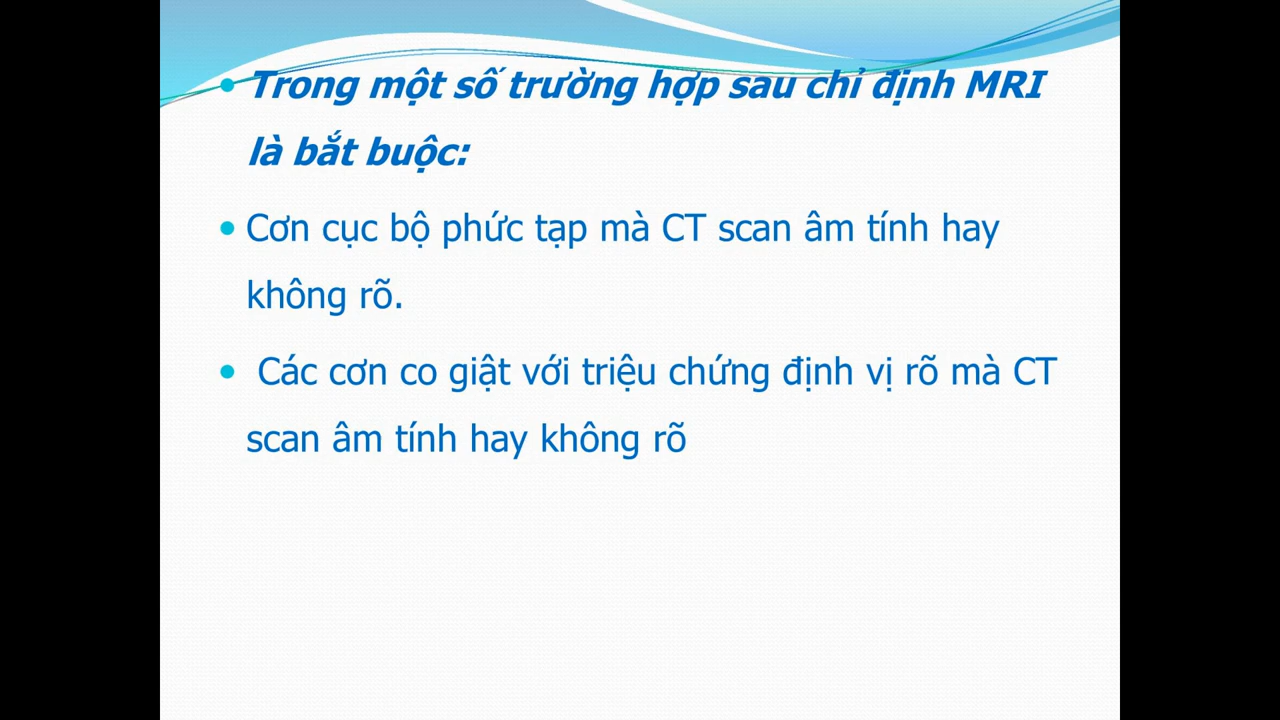 • Trong một số trường hợp sau chỉ định MRI
là bắt buộc:
• Cơn cục bộ phức tạp mà CT scan âm tính hay
không rõ.
• Các cơn co giật với triệu chứng định vị rõ mà CT
scan âm tính hay không rõ